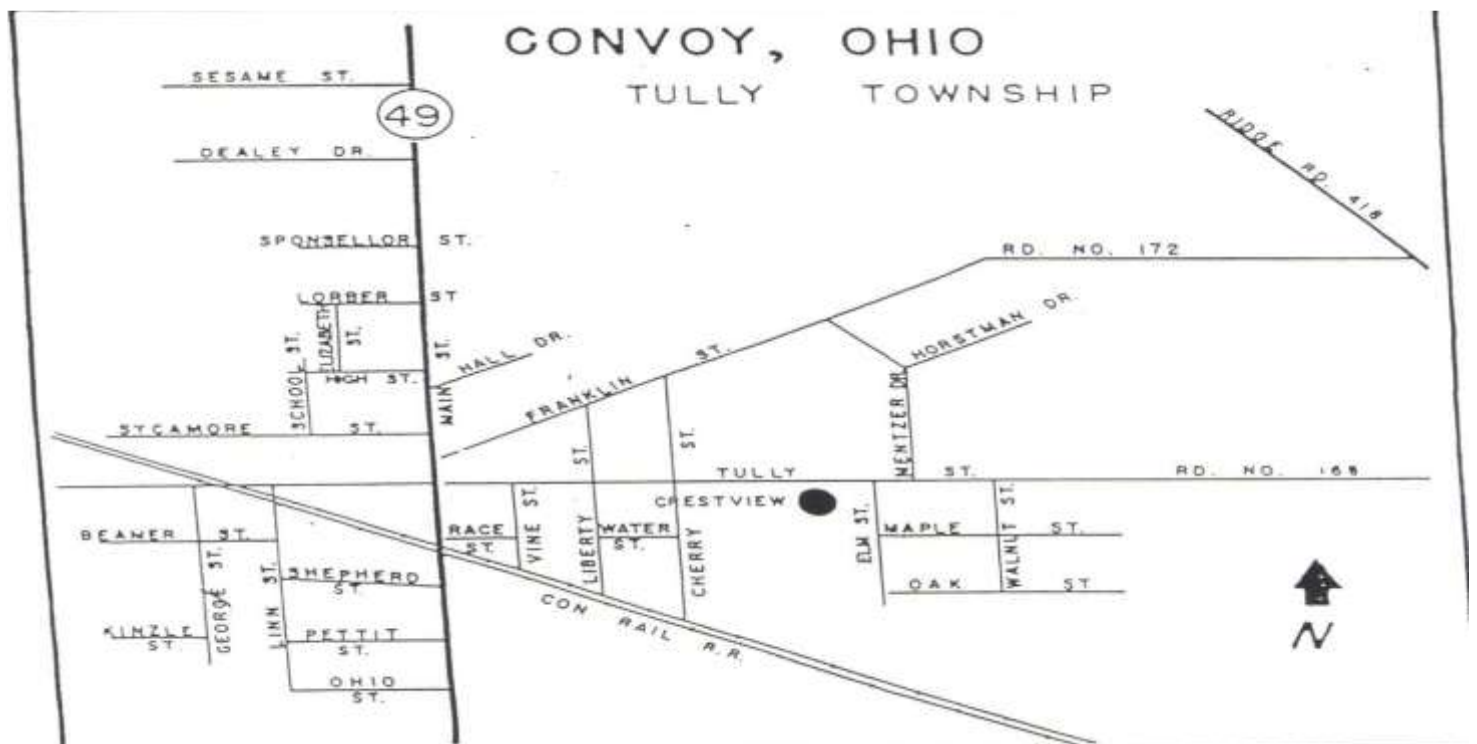 CONVOY, OHIO
TULLY TOWNSHIP
SESAME ST.
49
DEALEY DR.
RIDGE RD. 418
SPONSELLOR ST.
RD. NO. 172
LORBER ST
ELIZABETH ST.
SCHOOL ST.
HIGH ST.
MAIN ST.
HALL DR.
FRANKLIN ST.
HORSTMAN DR.
MENTZER DR.
SYCAMORE ST.
TULLY ST.
RD. NO. 168
CRESTVIEW
BEAMER ST.
GEORGE ST.
LINN ST.
RACE ST.
VINE ST.
LIBERTY ST.
WATER ST.
CHERRY ST.
ELM ST.
MAPLE ST.
WALNUT ST.
OAK ST
SHEPHERD ST.
KINZLE ST.
PETTIT ST.
OHIO ST.
CON RAIL R.R.
N